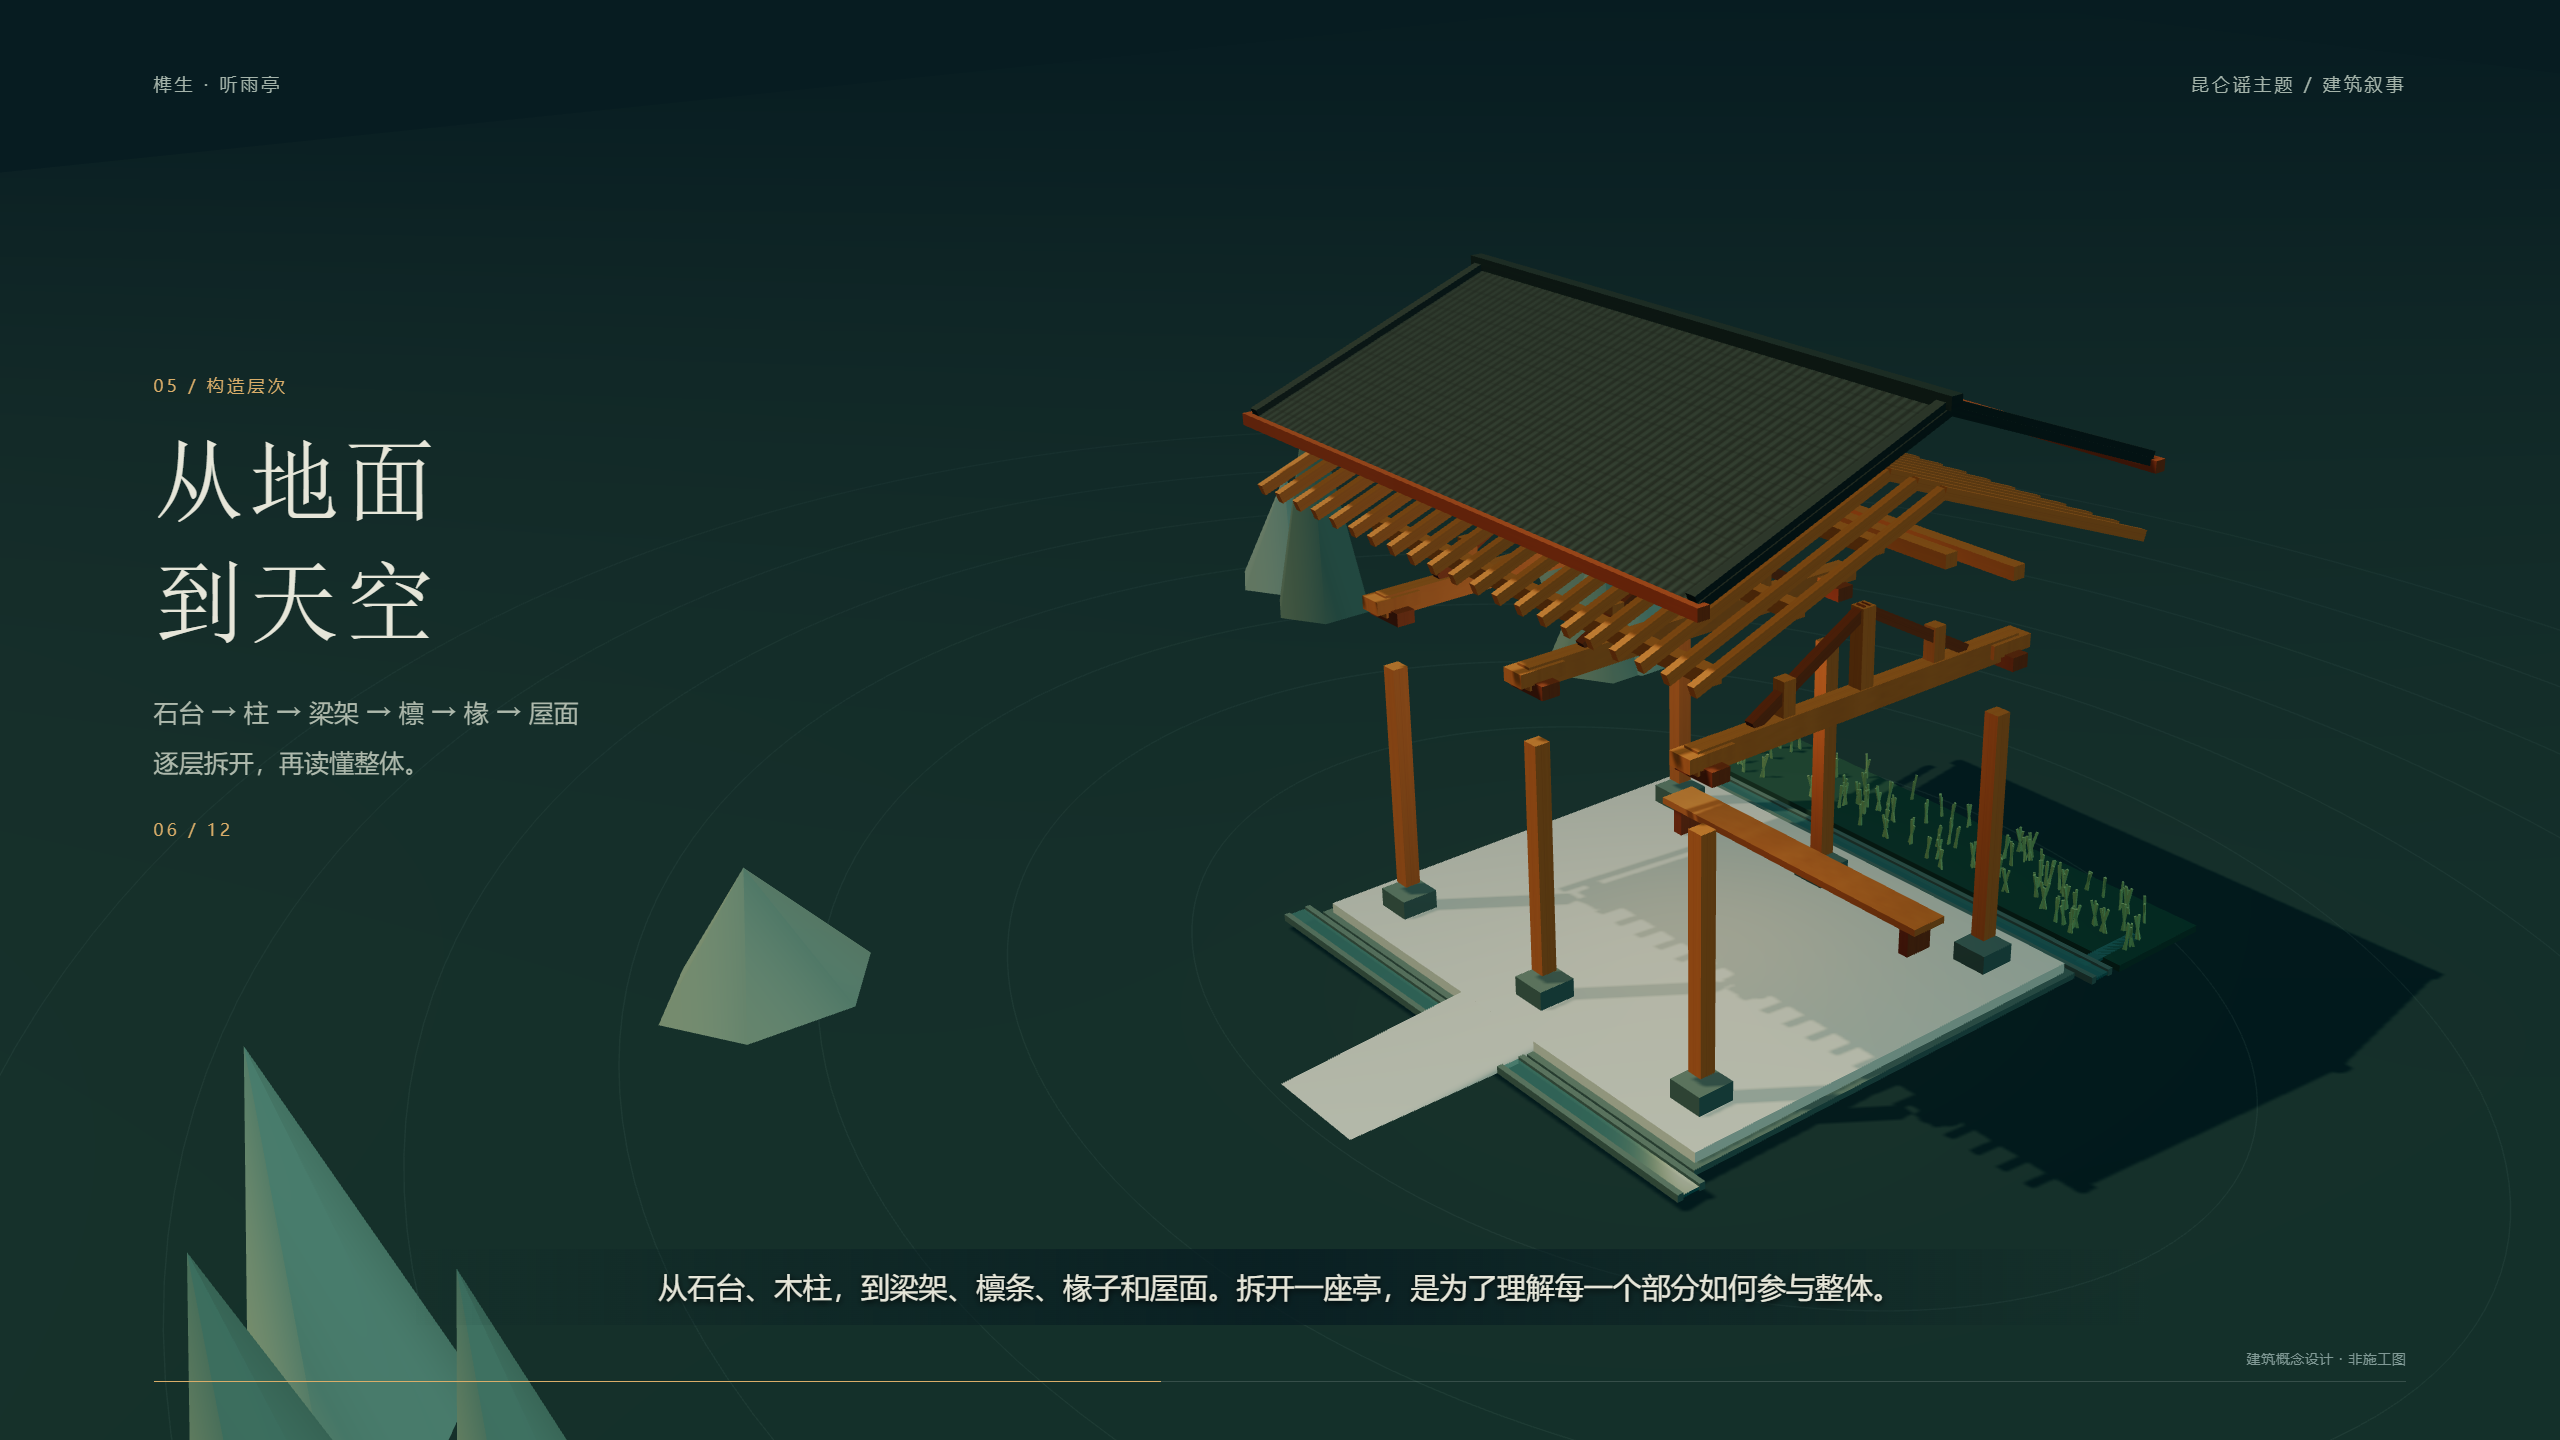 榫生 · 听雨亭
昆仑谣主题 / 建筑叙事
05 / 构造层次
从地面
到天空
石台 → 柱 → 梁架 → 檩 → 椽 → 屋面
逐层拆开，再读懂整体。
06 / 12
从石台、木柱，到梁架、檩条、椽子和屋面。拆开一座亭，是为了理解每一个部分如何参与整体。
建筑概念设计 · 非施工图